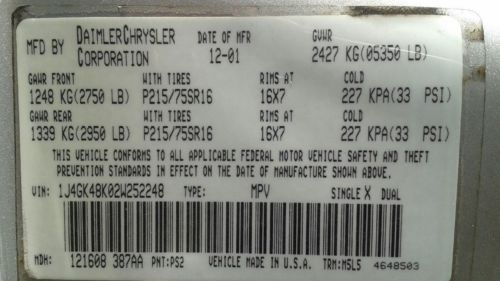 MFD BY DAIMLERCHRYSLER CORPORATION DATE OF MFR 12-01 GVWR 2427 KG(05350 LB)
GAWR FRONT WITH TIRES RIMS AT COLD
1248 KG(2750 LB) P215/75SR16 16X7 227 KPA(33 PSI)
GAWR REAR WITH TIRES RIMS AT COLD
1339 KG(2950 LB) P215/75SR16 16X7 227 KPA(33 PSI)
THIS VEHICLE CONFORMS TO ALL APPLICABLE FEDERAL MOTOR VEHICLE SAFETY AND THEFT
PREVENTION STANDARDS IN EFFECT ON THE DATE OF MANUFACTURE SHOWN ABOVE.
VIN: 1J4GK48K02W252248 TYPE: MPV SINGLE X DUAL
MDH: 121608 387AA PNT:PS2 VEHICLE MADE IN U.S.A. TRM:M5L5 4648503